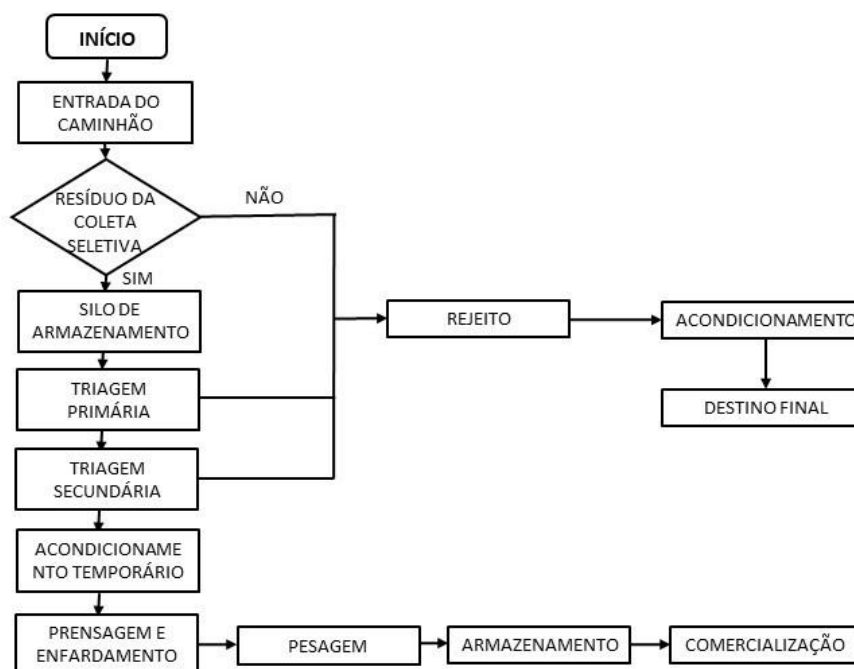 INÍCIO
ENTRADA DO
CAMINHÃO
RESÍDUO DA
COLETA
SELETIVA
NÃO
SIM
SILO DE
ARMAZENAMENTO
REJEITO
ACONDICIONAMENTO
TRIAGEM
PRIMÁRIA
DESTINO FINAL
TRIAGEM
SECUNDÁRIA
ACONDICIONAME
NTO TEMPORÁRIO
PRENSAGEM E
ENFARDAMENTO
PESAGEM
ARMAZENAMENTO
COMERCIALIZAÇÃO